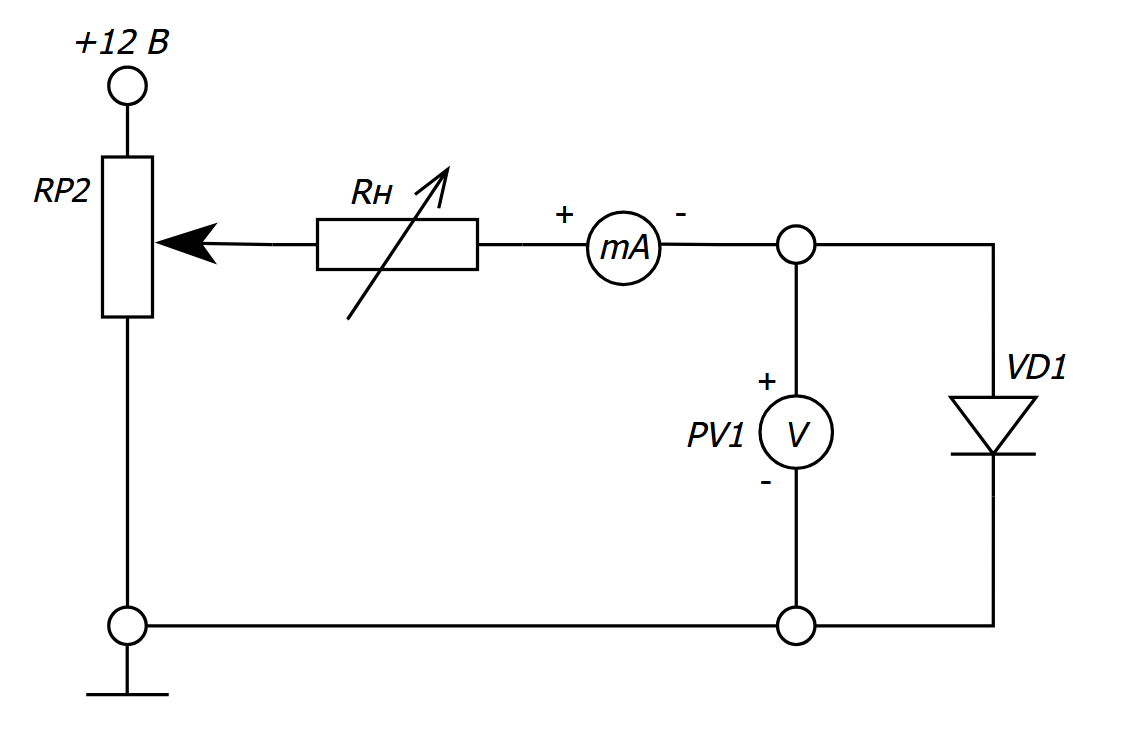 +12 В
RP2
Rн
+
-
mA
VD1
+
PV1
V
-